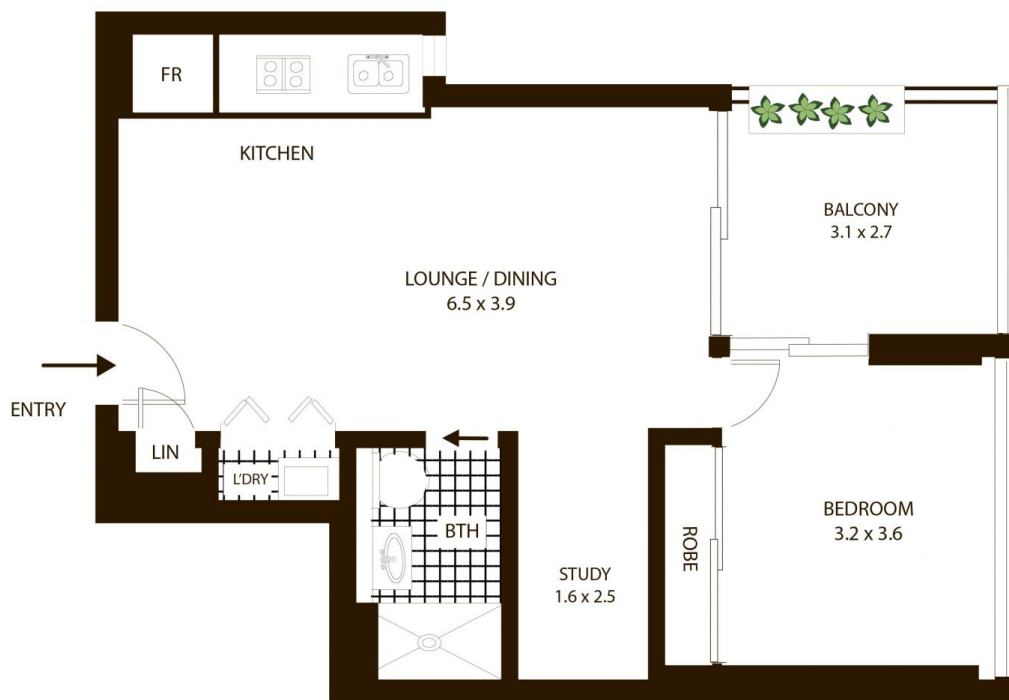 FR
KITCHEN
BALCONY
3.1 x 2.7
LOUNGE / DINING
6.5 x 3.9
ENTRY
LIN
L'DRY
BTH
STUDY
1.6 x 2.5
ROBE
BEDROOM
3.2 x 3.6